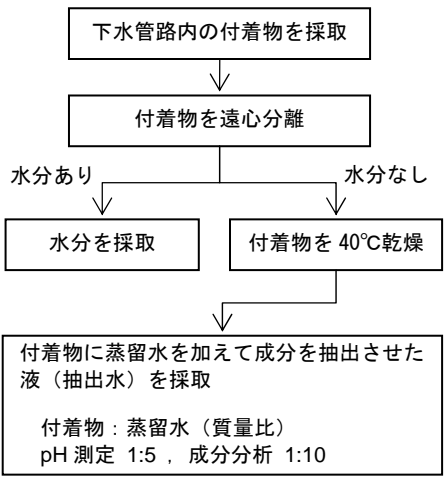 下水管路内の付着物を採取
付着物を遠心分離
水分あり
水分なし
水分を採取
付着物を 40℃乾燥
付着物に蒸留水を加えて成分を抽出させた
液（抽出水）を採取
付着物：蒸留水（質量比）
pH 測定 1:5 ，成分分析 1:10